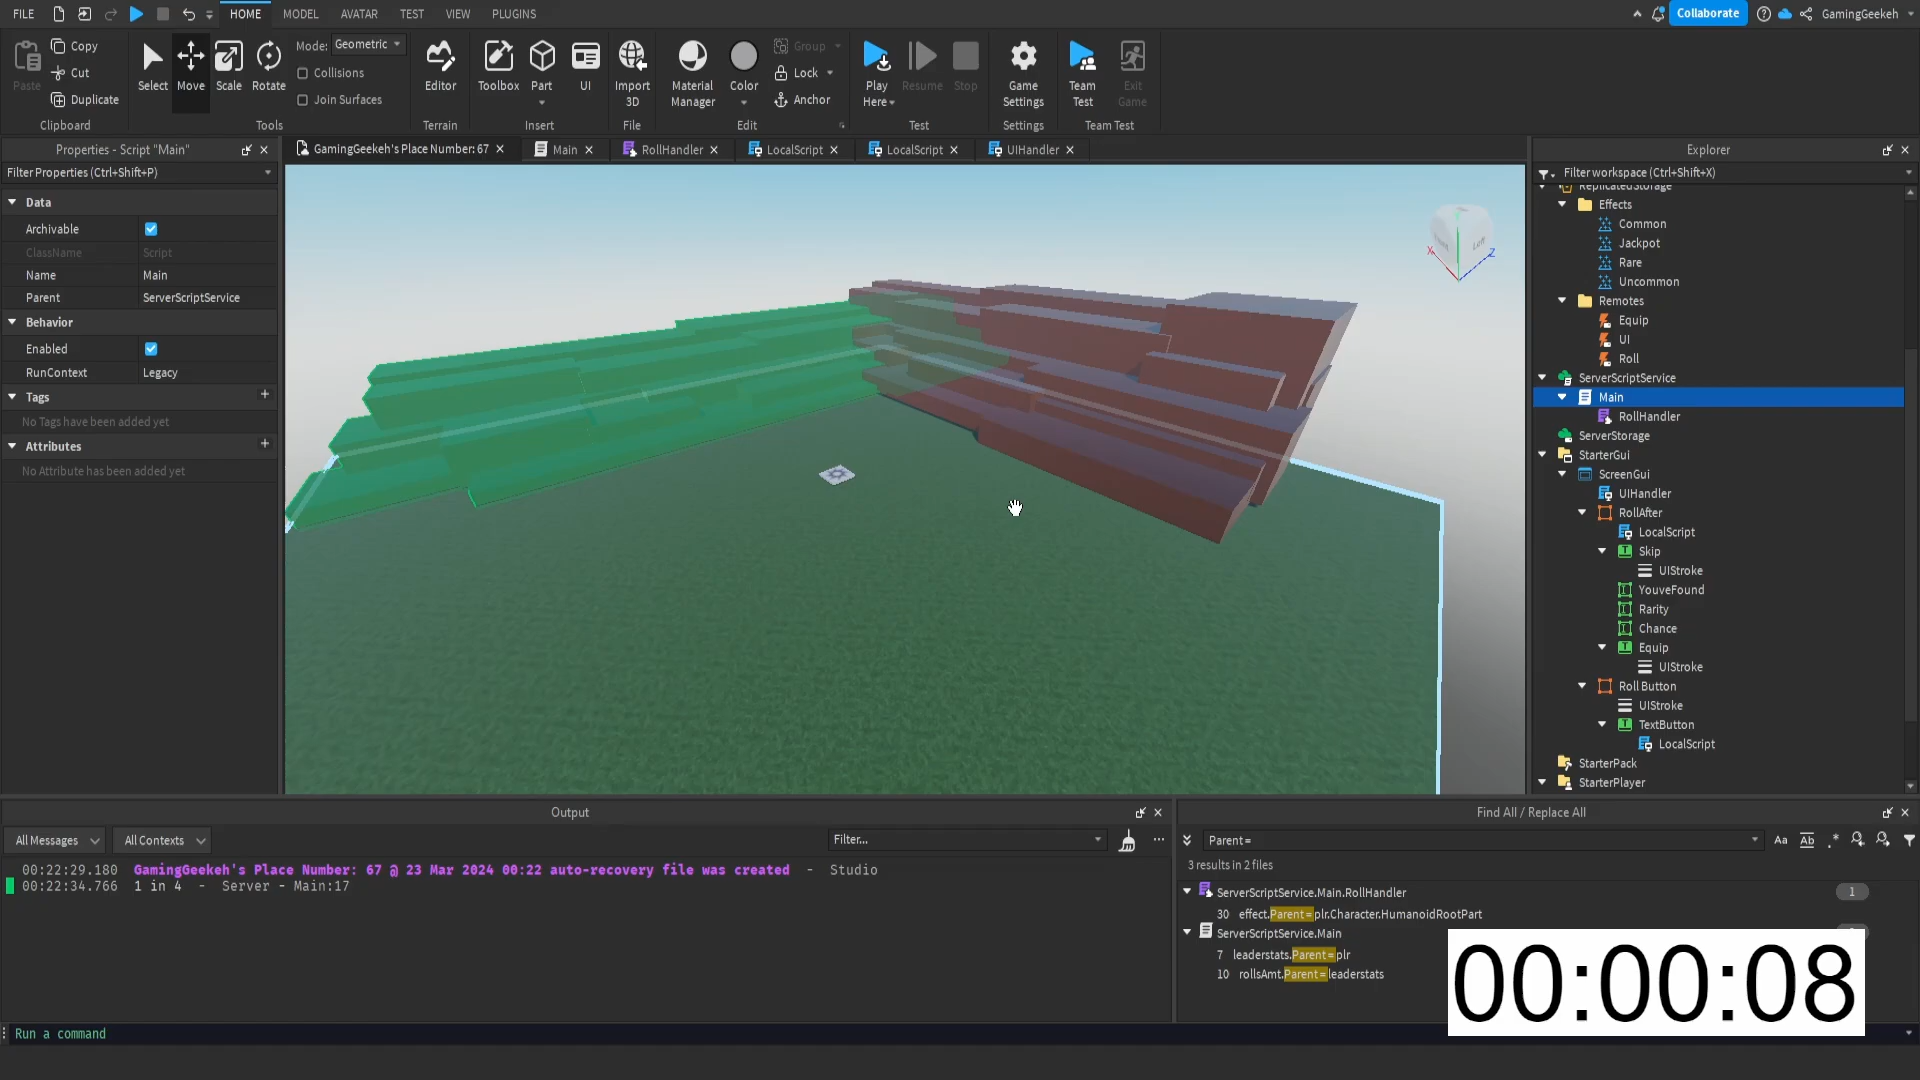 FILE HOME MODEL AVATAR TEST VIEW PLUGINS Collaborate GamingGeekeh
Paste Copy Cut Duplicate Clipboard
Select Move Scale Rotate Mode: Geometric Collisions Join Surfaces Tools
Editor Terrain
Toolbox Part UI Insert
Import 3D File
Material Manager Color Group Lock Anchor Edit
Play Here Resume Stop Test
Game Settings Settings
Team Test Exit Game Team Test
Properties - Script "Main"
Filter Properties (Ctrl+Shift+P)
Data
Archivable
ClassName Script
Name Main
Parent ServerScriptService
Behavior
Enabled
RunContext Legacy
Tags
No Tags have been added yet
Attributes
No Attribute has been added yet
GamingGeekeh's Place Number: 67 Main RollHandler LocalScript LocalScript UIHandler
X Z
Explorer
Filter workspace (Ctrl+Shift+X)
ReplicatedStorage
Effects
Common
Jackpot
Rare
Uncommon
Remotes
Equip
UI
Roll
ServerScriptService
Main
RollHandler
ServerStorage
StarterGui
ScreenGui
UIHandler
RollAfter
LocalScript
Skip
UIStroke
YouveFound
Rarity
Chance
Equip
UIStroke
Roll Button
UIStroke
TextButton
LocalScript
StarterPack
StarterPlayer
Output
All Messages All Contexts Filter...
00:22:29.180 GamingGeekeh's Place Number: 67 @ 23 Mar 2024 00:22 auto-recovery file was created - Studio
00:22:34.766 1 in 4 - Server - Main:17
Find All / Replace All
Parent =
Aa Ab .*
3 results in 2 files
ServerScriptService.Main.RollHandler 1
30 effect.Parent = plr.Character.HumanoidRootPart
ServerScriptService.Main
7 leaderstats.Parent = plr
10 rollsAmt.Parent = leaderstats
00:00:08
Run a command